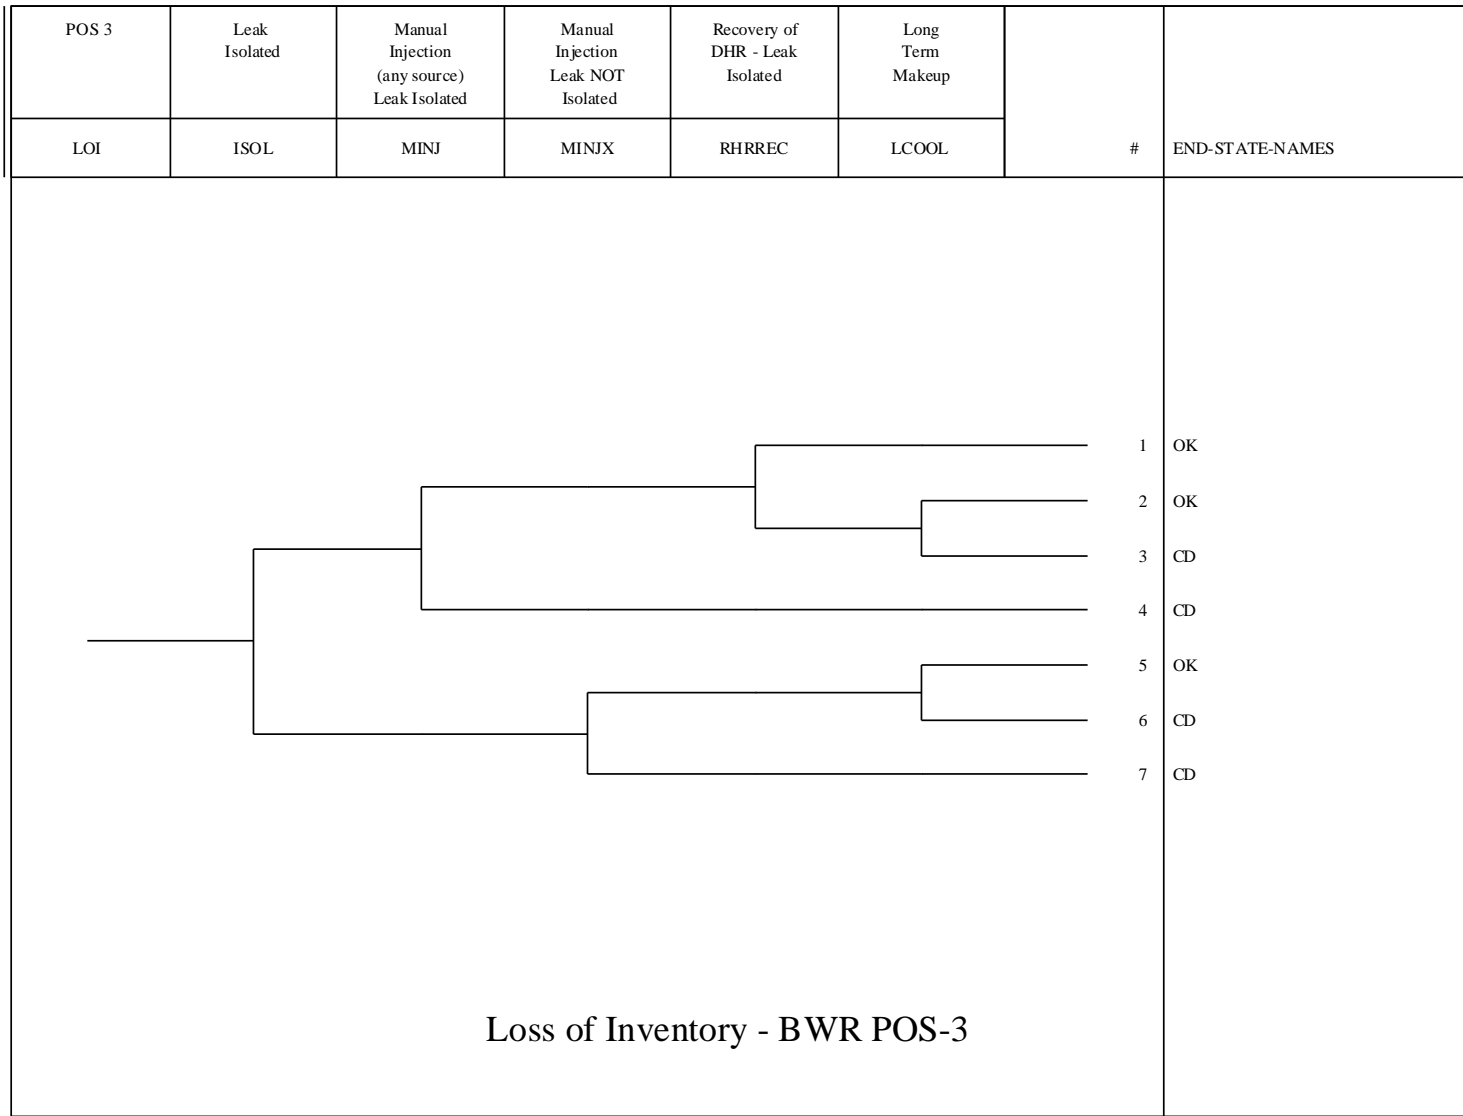 POS 3
Leak
Isolated
Manual
Injection
(any source)
Leak Isolated
Manual
Injection
Leak NOT
Isolated
Recovery of
DHR - Leak
Isolated
Long
Term
Makeup
LOI
ISOL
MINJ
MINJX
RHRREC
LCOOL
#
END-STATE-NAMES
1 OK
2 OK
3 CD
4 CD
5 OK
6 CD
7 CD
Loss of Inventory - BWR POS-3